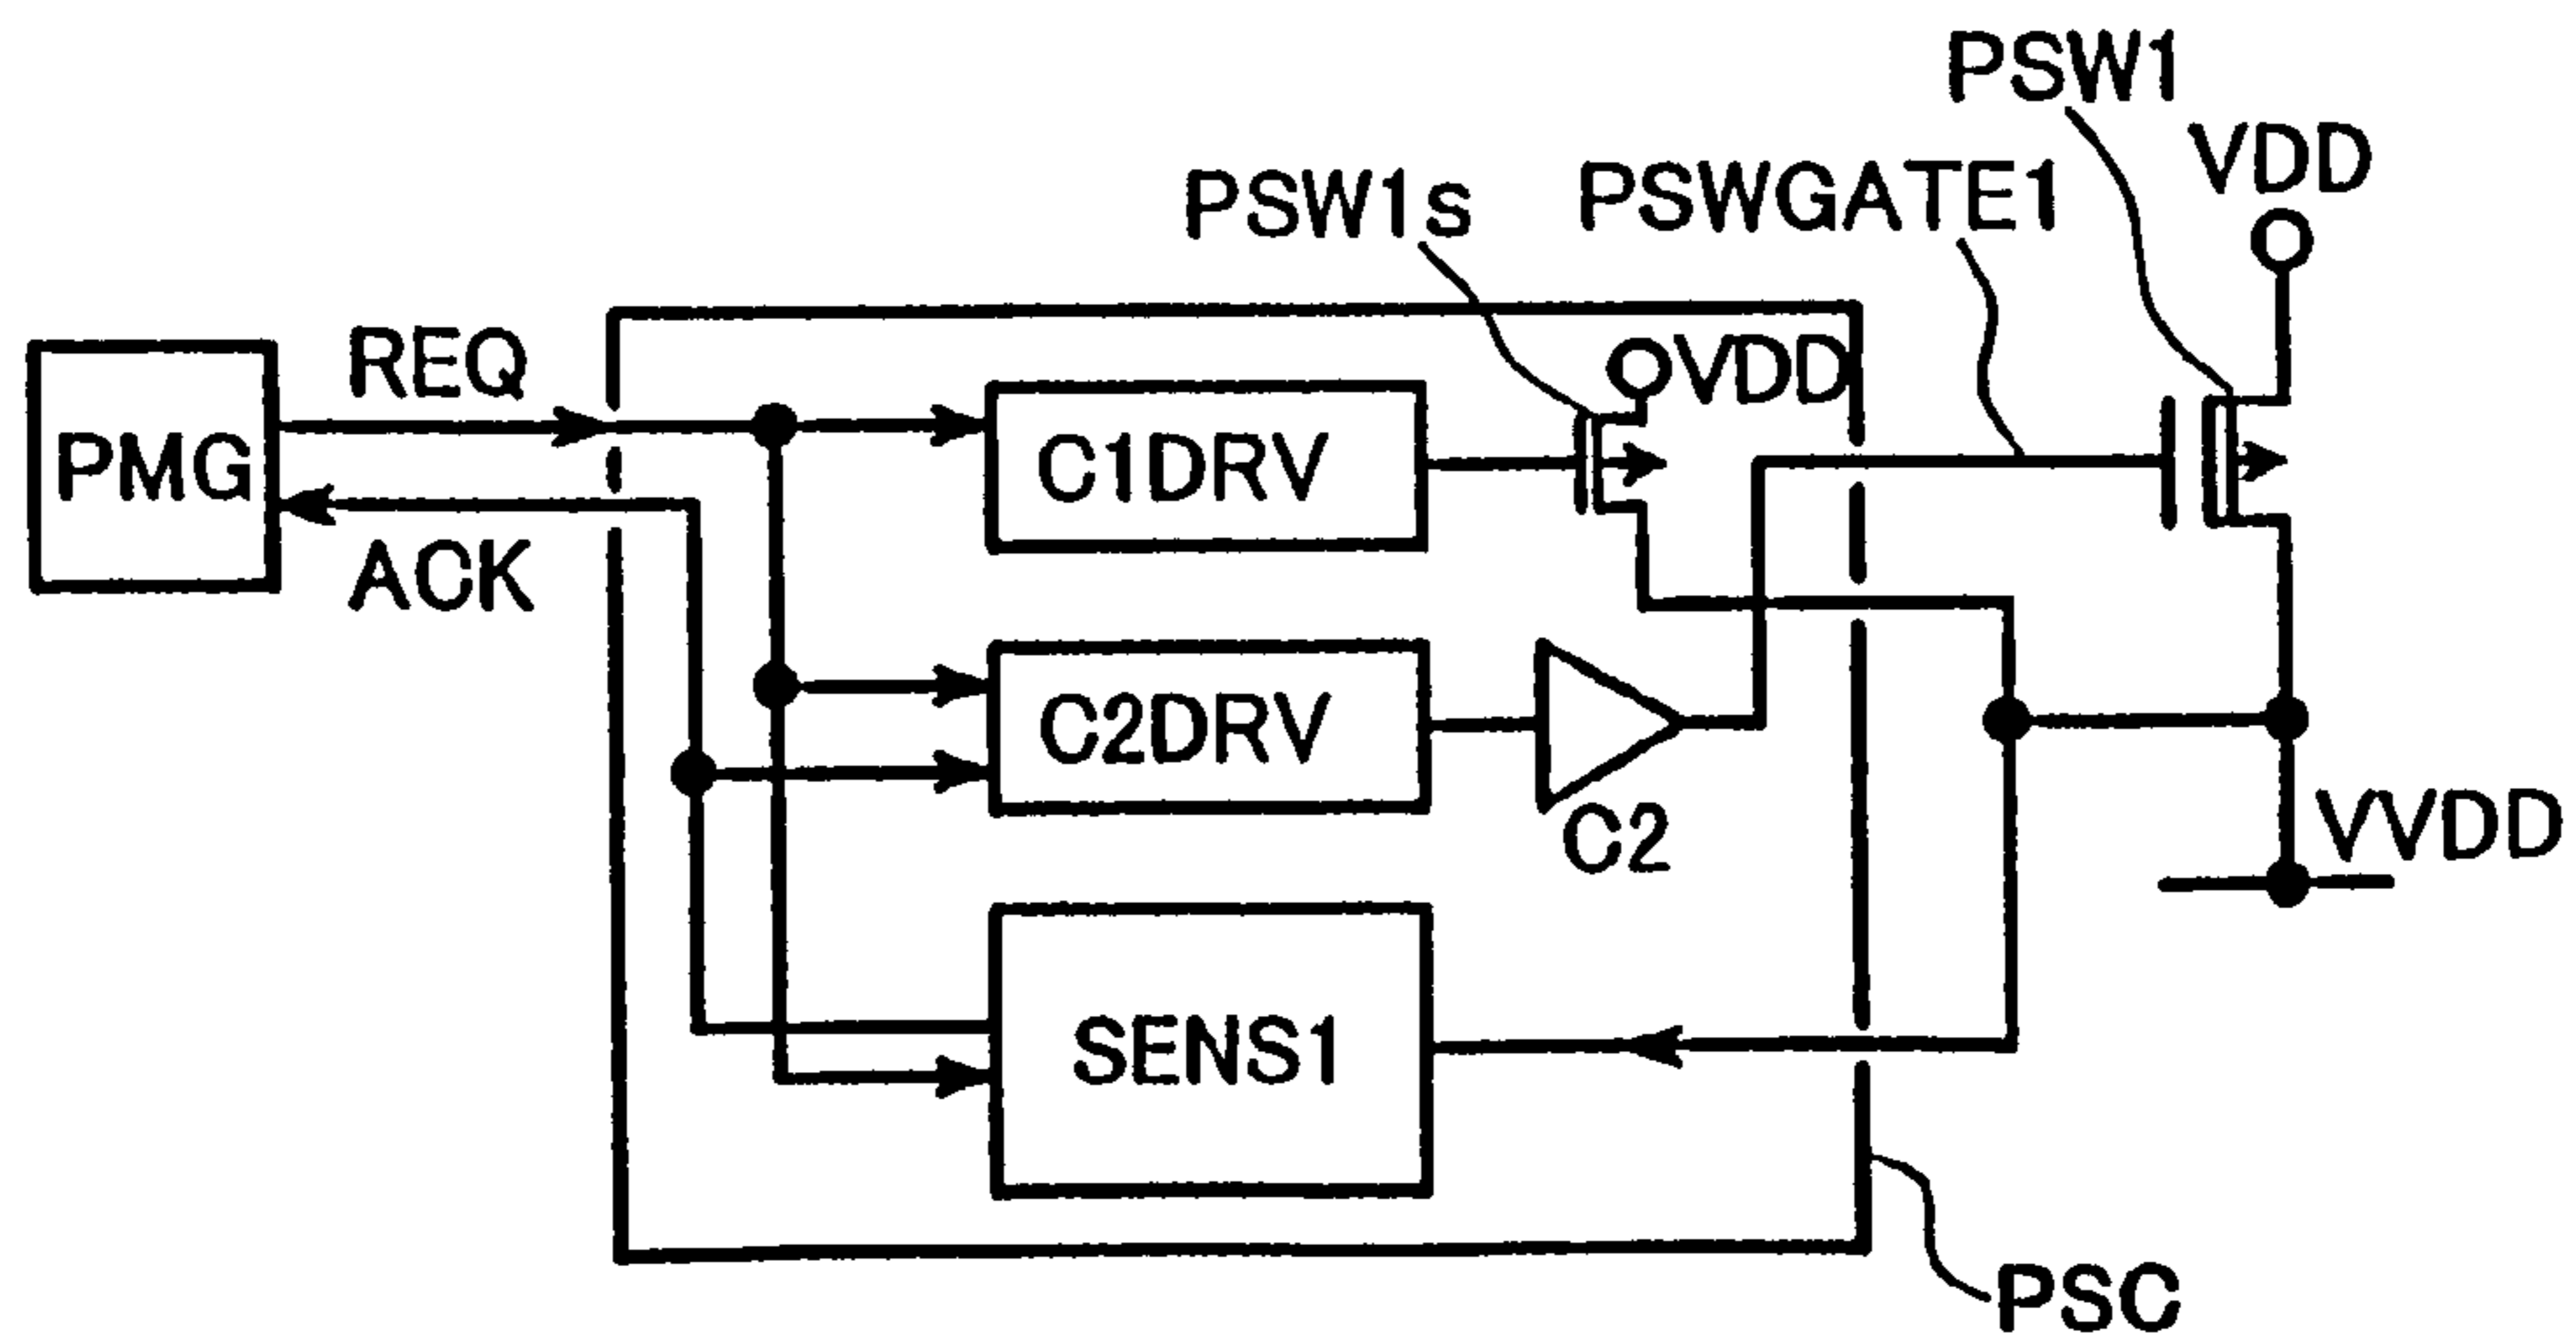 PSW1
VDD
PSW1s
PSWGATE1
REQ
VDD
PMG
C1DRV
ACK
C2DRV
C2
VVDD
SENS1
PSC